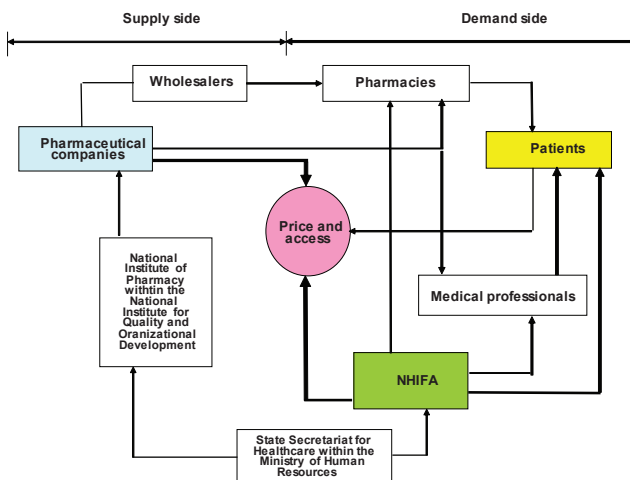 Supply side
Demand side
Wholesalers
Pharmacies
Pharmaceutical
companies
Patients
Price and
access
National
Institute of
Pharmacy
withtin the
National
Institute for
Quality and
Oranizational
Development
Medical professionals
NHIFA
State Secretariat for
Healthcare within the
Ministry of Human
Resources